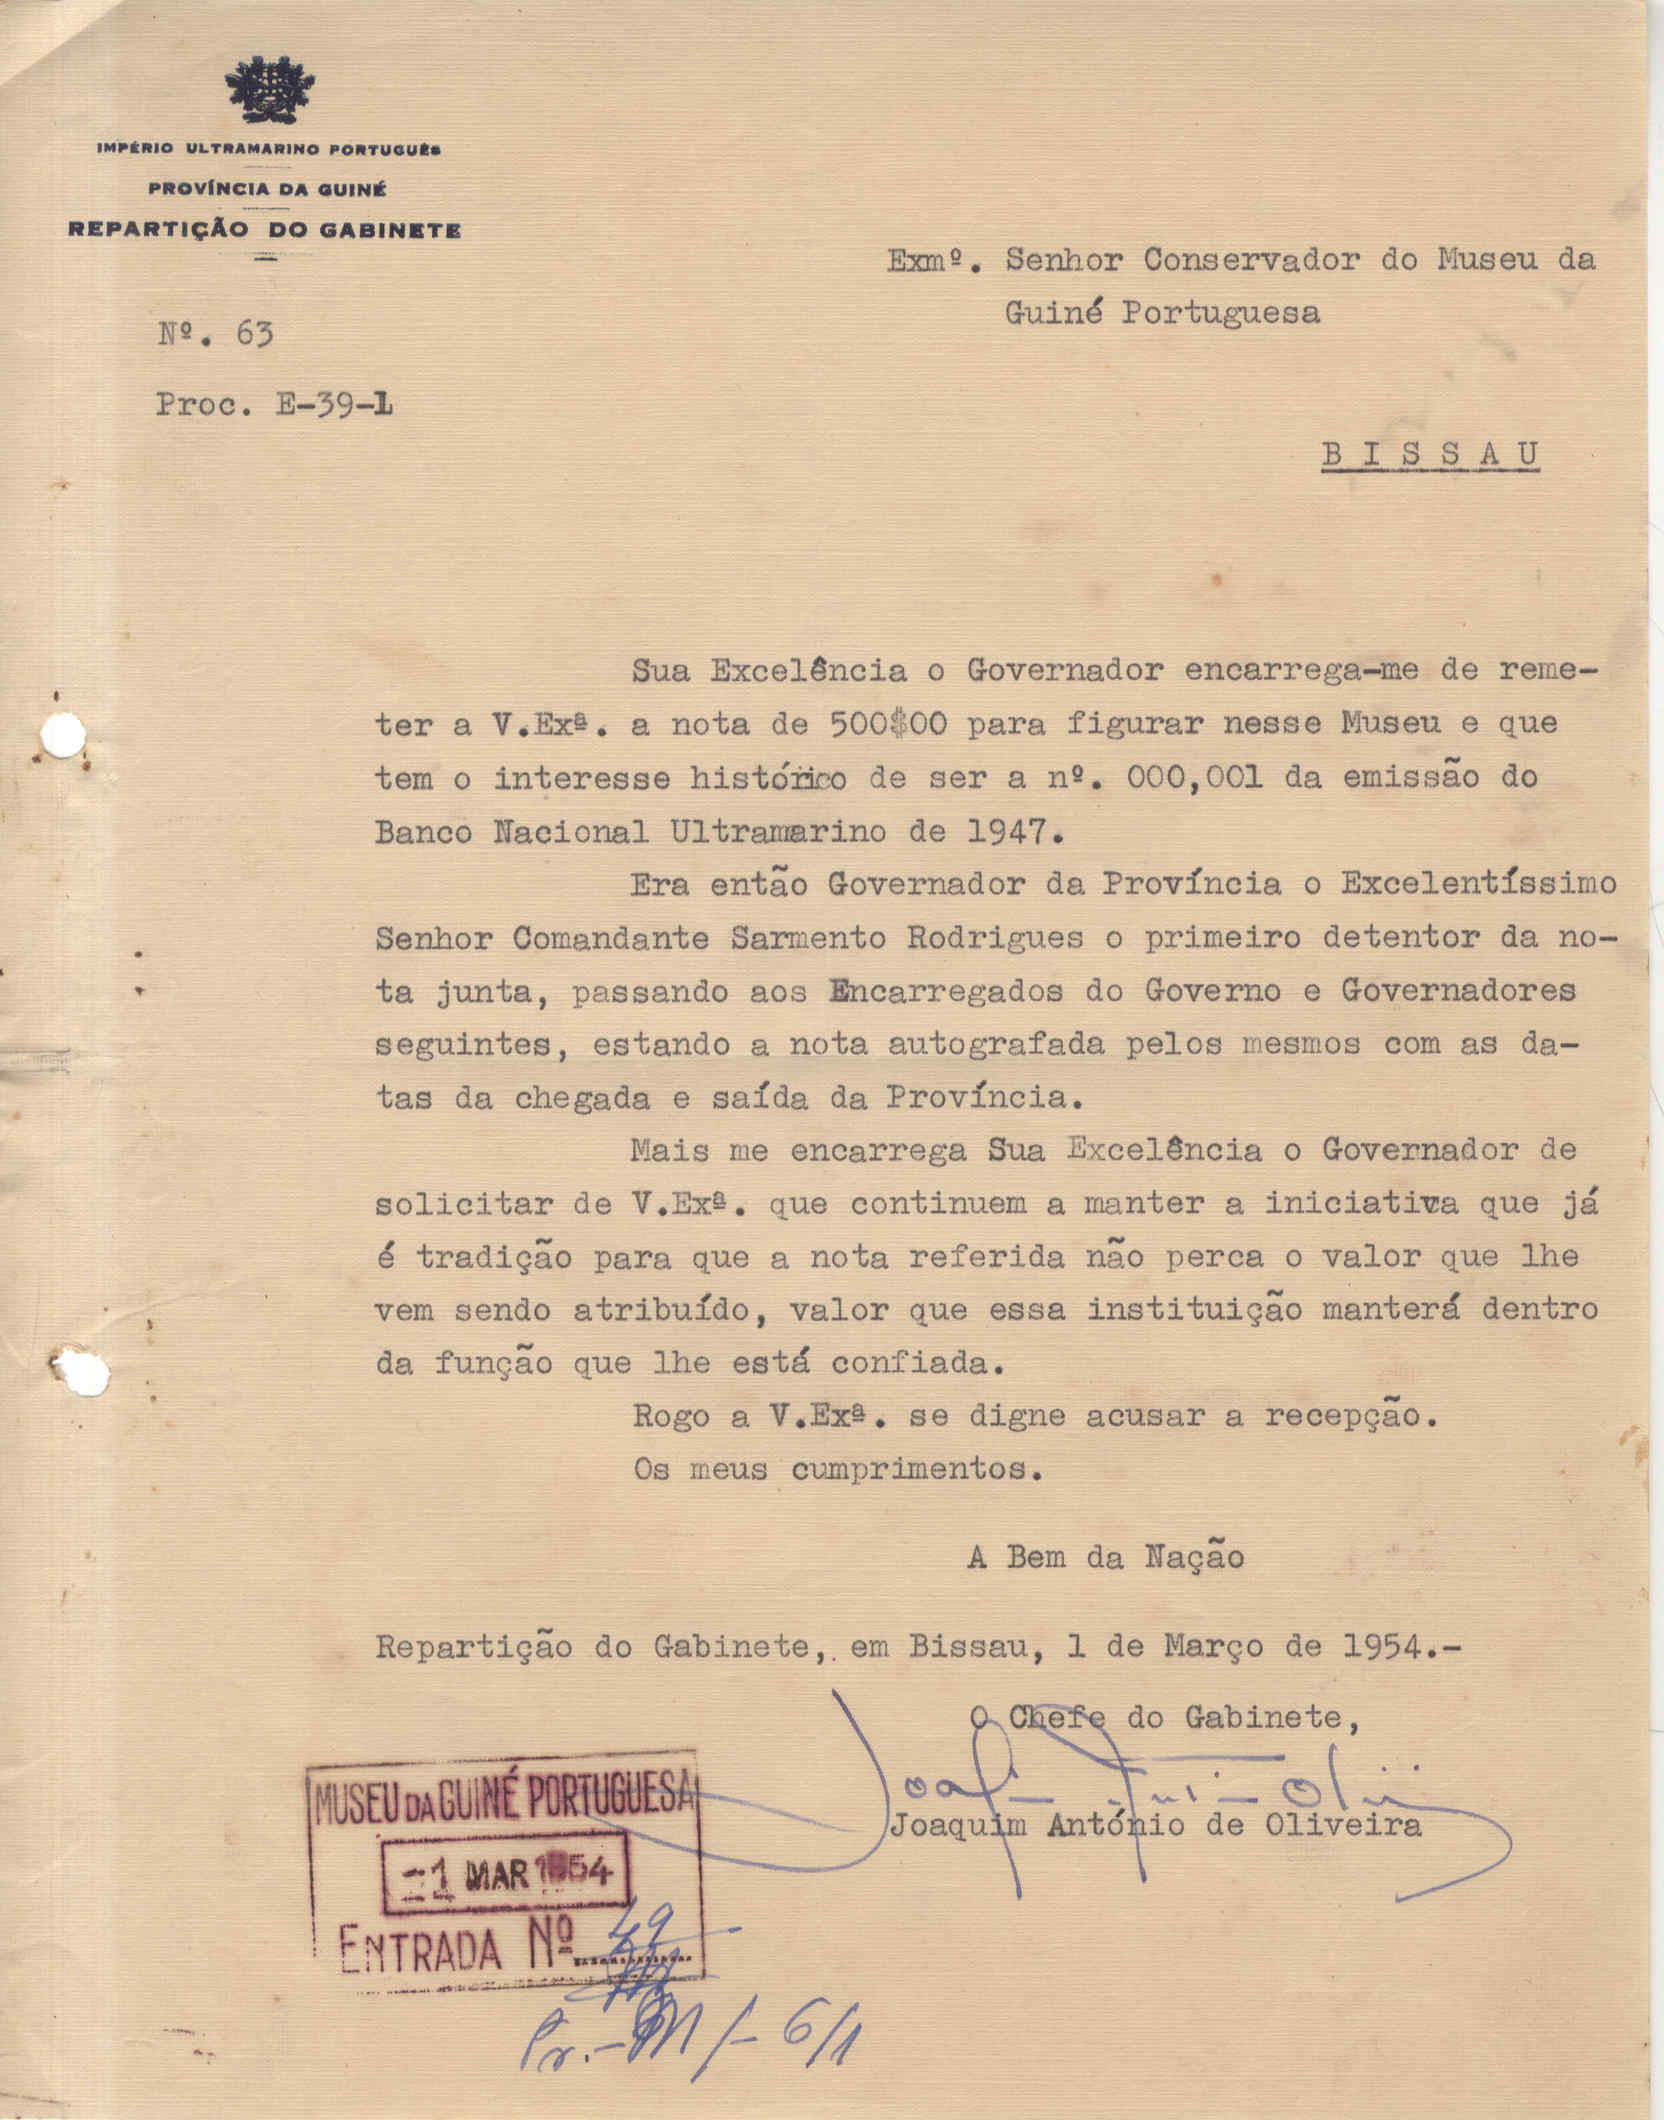 IMPÉRIO ULTRAMARINO PORTUGUÊS
PROVÍNCIA DA GUINÉ
REPARTIÇÃO DO GABINETE
Exmº. Senhor Conservador do Museu da
Guiné Portuguesa
Nº. 63
Proc. E-39-1
B I S S A U
Sua Excelência o Governador encarrega-me de reme-
ter a V.Exª. a nota de 500$00 para figurar nesse Museu e que
tem o interesse histórico de ser a nº. 000,001 da emissão do
Banco Nacional Ultramarino de 1947.
Era então Governador da Província o Excelentíssimo
Senhor Comandante Sarmento Rodrigues o primeiro detentor da no-
ta junta, passando aos Encarregados do Governo e Governadores
seguintes, estando a nota autografada pelos mesmos com as da-
tas da chegada e saída da Província.
Mais me encarrega Sua Excelência o Governador de
solicitar de V.Exª. que continuem a manter a iniciativa que já
é tradição para que a nota referida não perca o valor que lhe
vem sendo atribuído, valor que essa instituição manterá dentro
da função que lhe está confiada.
Rogo a V.Exª. se digne acusar a recepção.
Os meus cumprimentos.
A Bem da Nação
Repartição do Gabinete, em Bissau, 1 de Março de 1954.-
O Chefe do Gabinete,
Joaquim António de Oliveira
MUSEU DA GUINÉ PORTUGUESA
-1 MAR 1954
ENTRADA Nº 49
Pr.- M/- 6/1